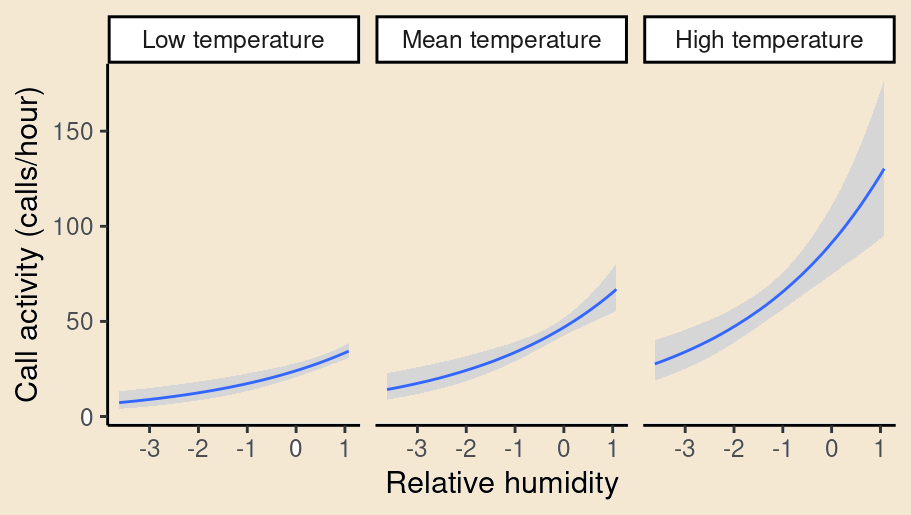 Low temperature
Mean temperature
High temperature
Call activity (calls/hour)
150
100
50
0
-3 -2 -1 0 1
-3 -2 -1 0 1
-3 -2 -1 0 1
Relative humidity